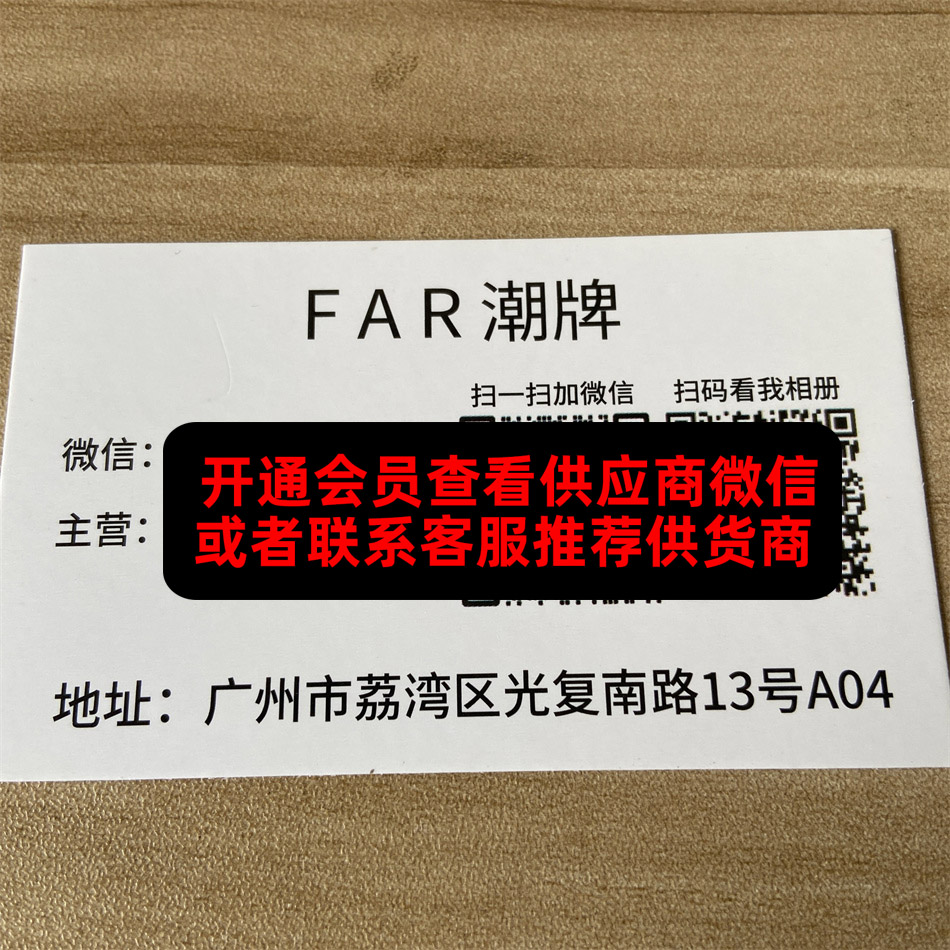 FAR潮牌
扫一扫加微信 扫码看我相册
微信：
主营：
开通会员查看供应商微信
或者联系客服推荐供货商
地址：广州市荔湾区光复南路13号A04